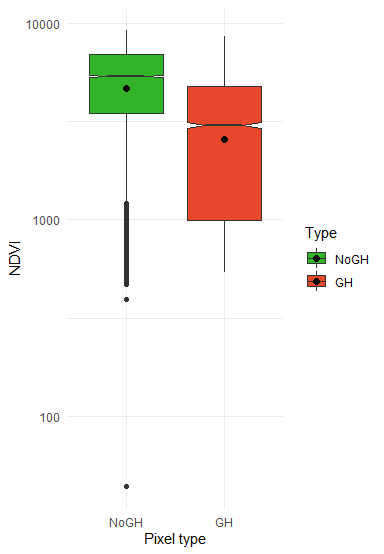 10000
1000
100
NDVI
NoGH
GH
Pixel type
Type
NoGH
GH